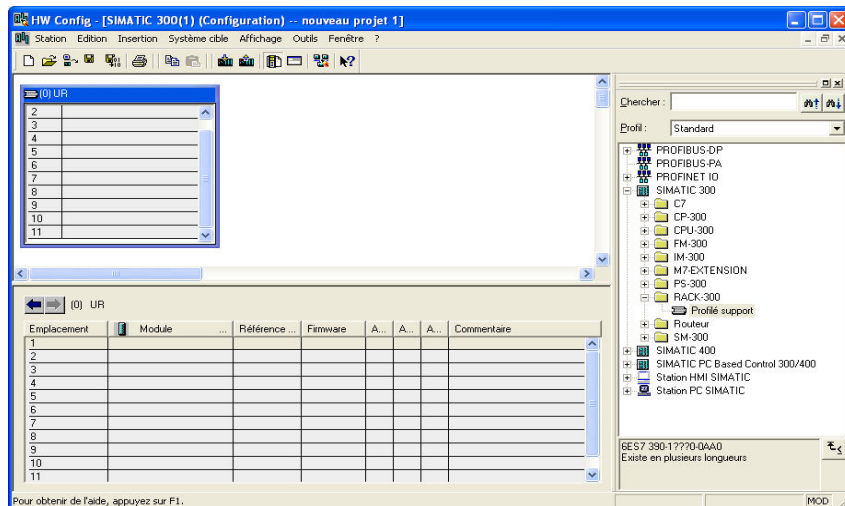 HW Config - [SIMATIC 300(1) (Configuration) -- nouveau projet 1]
Station Edition Insertion Système cible Affichage Outils Fenêtre ?
(0) UR
2
3
4
5
6
7
8
9
10
11
Chercher :
Profil : Standard
PROFIBUS-DP
PROFIBUS-PA
PROFINET IO
SIMATIC 300
C7
CP-300
CPU-300
FM-300
IM-300
M7-EXTENSION
PS-300
RACK-300
Profilé support
Routeur
SM-300
SIMATIC 400
SIMATIC PC Based Control 300/400
Station HMI SIMATIC
Station PC SIMATIC
6ES7 390-1???0-0AA0
Existe en plusieurs longueurs
(0) UR
Emplacement Module ... Référence ... Firmware A... A... A... Commentaire
1
2
3
4
5
6
7
8
9
10
11
Pour obtenir de l'aide, appuyez sur F1.
MOD